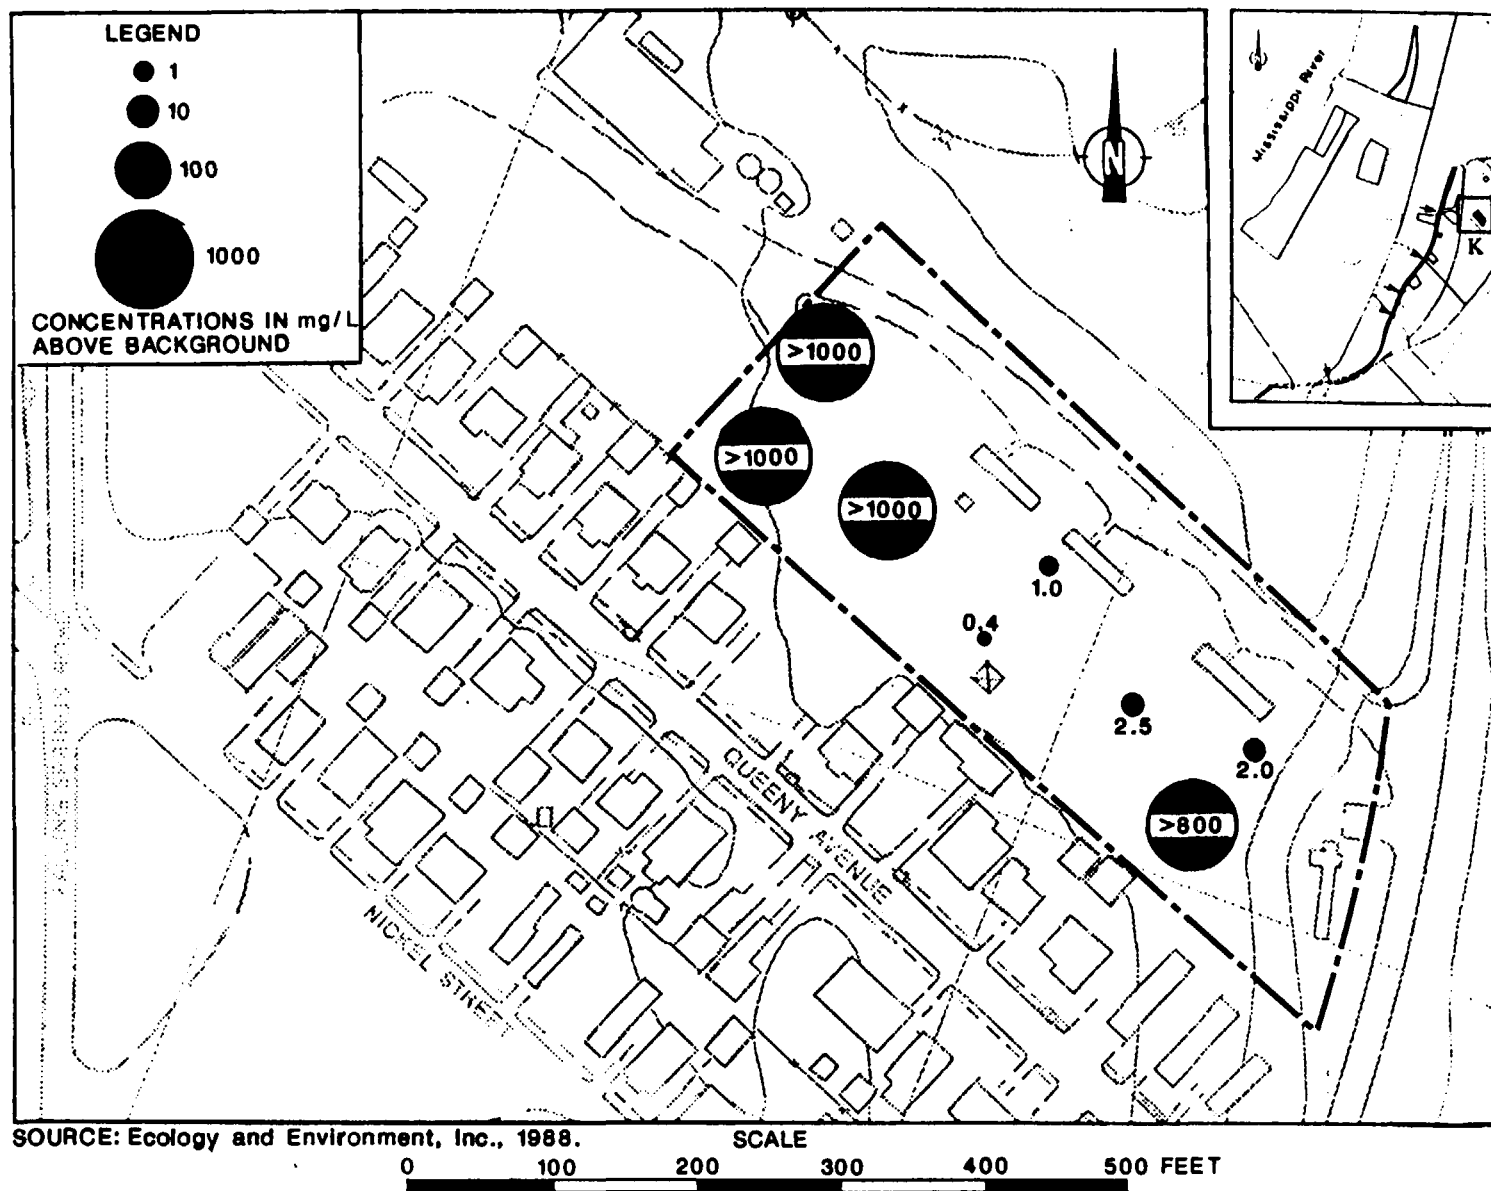 LEGEND
1
10
100
1000
CONCENTRATIONS IN mg/L
ABOVE BACKGROUND
N
Mississippi River
K
>1000
>1000
>1000
1.0
0.4
2.5
2.0
>800
QUEENY AVENUE
NICKEL STREET
SOURCE: Ecology and Environment, Inc., 1988.
SCALE
0 100 200 300 400 500 FEET